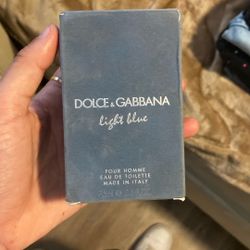 DOLCE & GABBANA
light blue
POUR HOMME
EAU DE TOILETTE
MADE IN ITALY